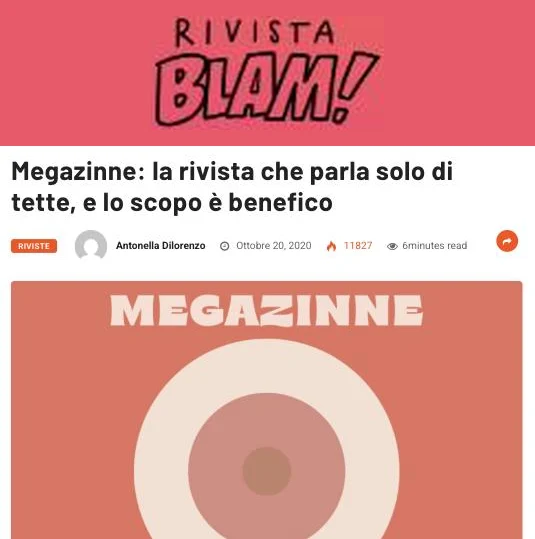 RIVISTA
BLAM!
Megazinne: la rivista che parla solo di
tette, e lo scopo è benefico
RIVISTE Antonella Dilorenzo Ottobre 20, 2020 11827 6minutes read
MEGAZINNE